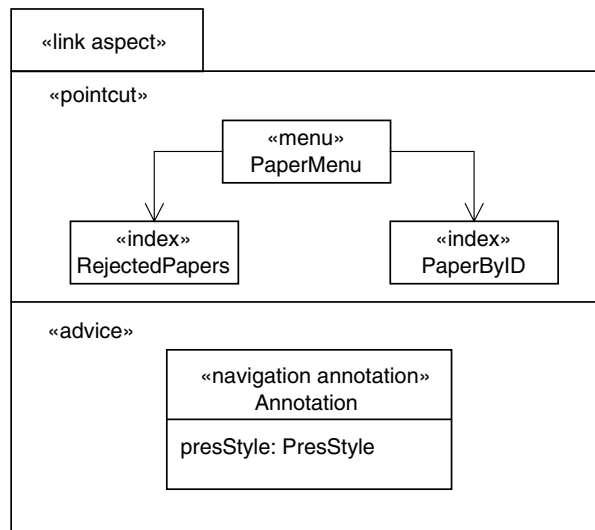 «link aspect»
«pointcut»
«menu»
PaperMenu
«index»
RejectedPapers
«index»
PaperByID
«advice»
«navigation annotation»
Annotation
presStyle: PresStyle